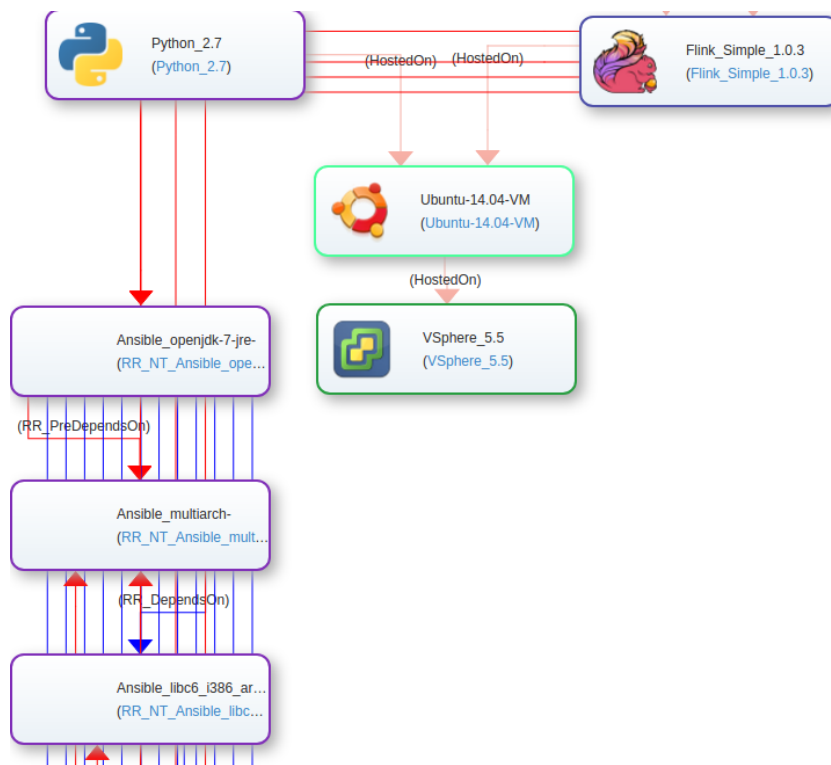 Python_2.7
(Python_2.7)
(HostedOn)
(HostedOn)
Flink_Simple_1.0.3
(Flink_Simple_1.0.3)
Ubuntu-14.04-VM
(Ubuntu-14.04-VM)
(HostedOn)
VSphere_5.5
(VSphere_5.5)
Ansible_openjdk-7-jre-
(RR_NT_Ansible_ope...
(RR_PreDependsOn)
Ansible_multiarch-
(RR_NT_Ansible_mult...
(RR_DependsOn)
Ansible_libc6_i386_ar...
(RR_NT_Ansible_libc...